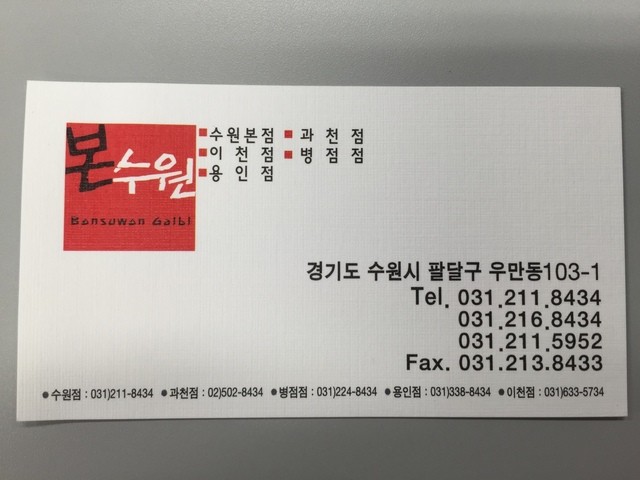 본수원
Bonsuwon Galbi
■수원본점 ■과천점
■이천점 ■병점점
■용인점
경기도 수원시 팔달구 우만동103-1
Tel. 031.211.8434
031.216.8434
031.211.5952
Fax. 031.213.8433
●수원점 : 031)211-8434 ●과천점 : 02)502-8434 ●병점점 : 031)224-8434 ●용인점 : 031)338-8434 ●이천점 : 031)633-5734